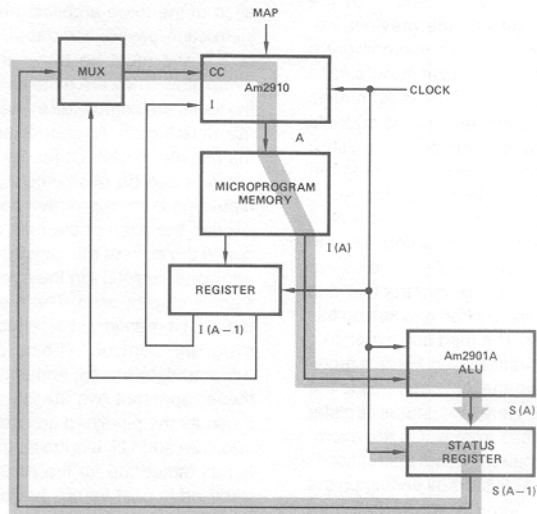 MAP
MUX
CC
I
Am2910
CLOCK
A
MICROPROGRAM
MEMORY
I (A)
REGISTER
I (A−1)
Am2901A
ALU
S (A)
STATUS
REGISTER
S (A−1)